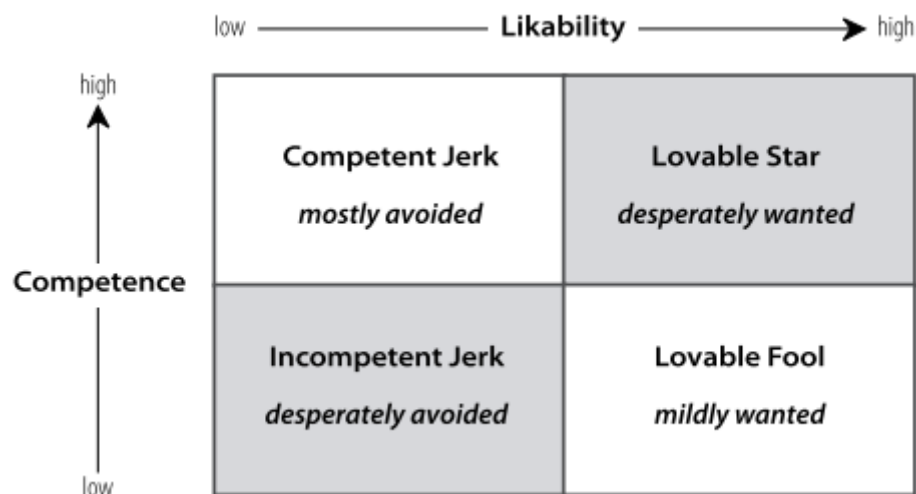 low Likability high
high
Competent Jerk Lovable Star
mostly avoided desperately wanted
Competence
Incompetent Jerk Lovable Fool
desperately avoided mildly wanted
low